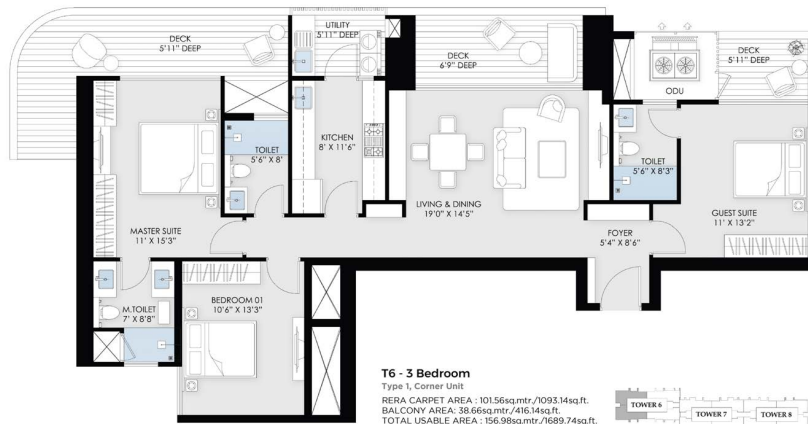 DECK
5'11" DEEP
UTILITY
5'11" DEEP
DECK
6'9" DEEP
DECK
5'11" DEEP
ODU
TOILET
5'6" X 8'
KITCHEN
8' X 11'6"
TOILET
5'6" X 8'3"
LIVING & DINING
19'0" X 14'5"
MASTER SUITE
11' X 15'3"
FOYER
5'4" X 8'6"
GUEST SUITE
11' X 13'2"
M.TOILET
7' X 8'8"
BEDROOM 01
10'6" X 13'3"
T6 - 3 Bedroom
Type 1, Corner Unit
RERA CARPET AREA : 101.56sq.mtr./1093.14sq.ft.
BALCONY AREA: 38.66sq.mtr./416.14sq.ft.
TOTAL USABLE AREA : 156.98sq.mtr./1689.74sq.ft.
TOWER 6
TOWER 7
TOWER 8